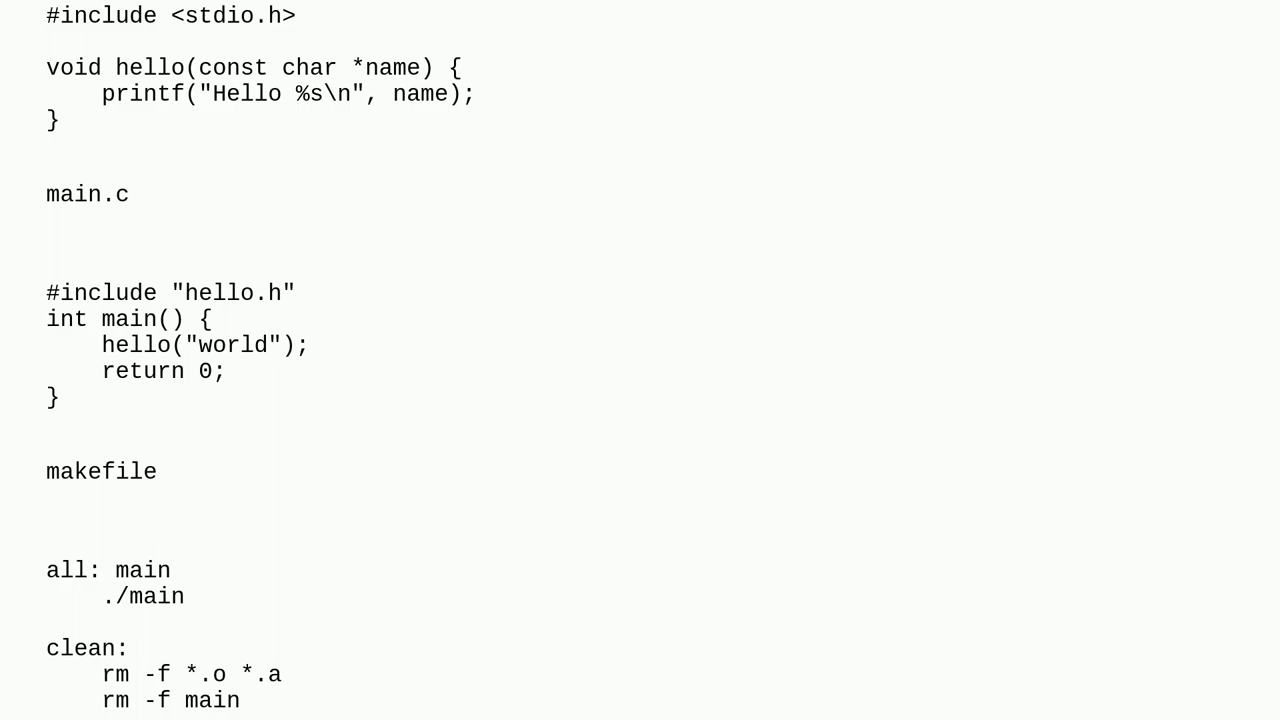 #include <stdio.h>
void hello(const char *name) {
    printf("Hello %s\n", name);
}
main.c
#include "hello.h"
int main() {
    hello("world");
    return 0;
}
makefile
all: main
    ./main
clean:
    rm -f *.o *.a
    rm -f main